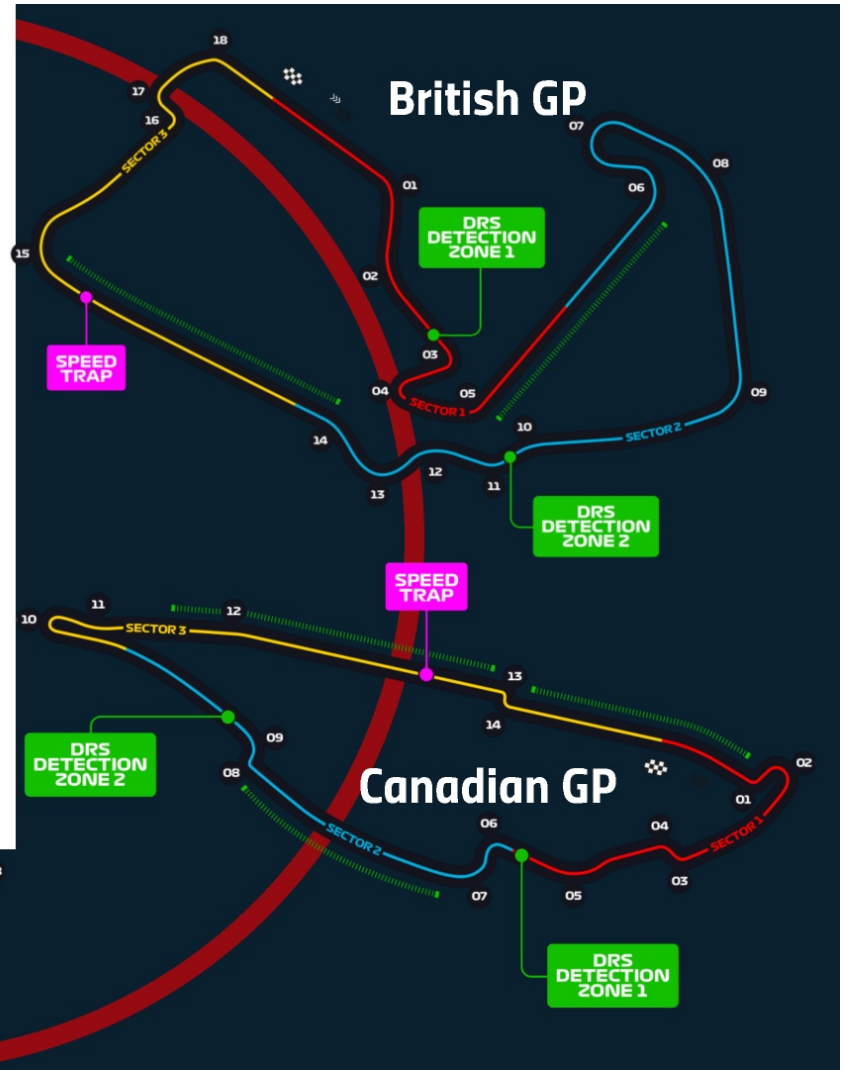 18
17
16
SECTOR 3
British GP
07
08
01
06
DRS
DETECTION
ZONE 1
15
02
SPEED
TRAP
03
04
05
SECTOR 1
09
10
SECTOR 2
14
12
13
11
DRS
DETECTION
ZONE 2
SPEED
TRAP
10
11
12
SECTOR 3
13
14
DRS
DETECTION
ZONE 2
09
08
Canadian GP
02
01
SECTOR 2
06
04
SECTOR 1
03
07
05
DRS
DETECTION
ZONE 1